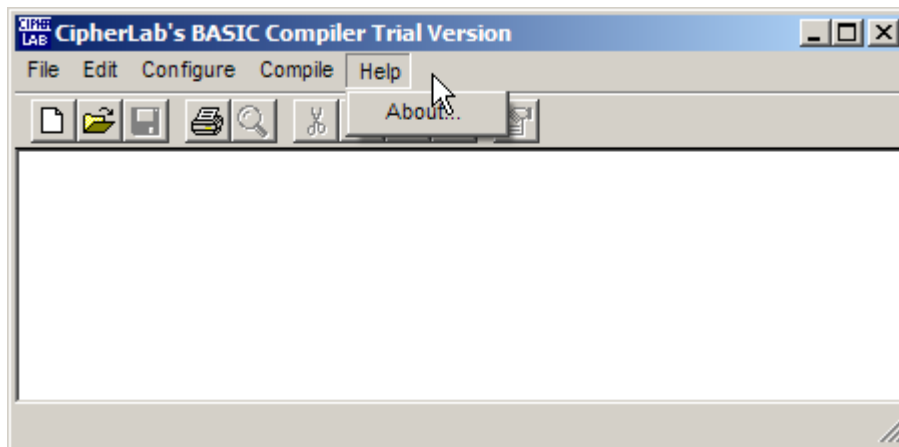 CIPHER
LAB
CipherLab's BASIC Compiler Trial Version
File Edit Configure Compile Help
About...